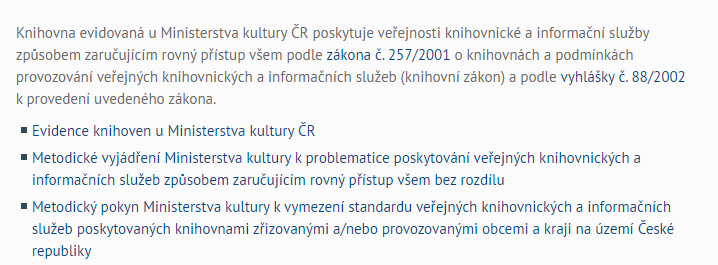 Knihovna evidovaná u Ministerstva kultury ČR poskytuje veřejnosti knihovnické a informační služby
způsobem zaručujícím rovný přístup všem podle zákona č. 257/2001 o knihovnách a podmínkách
provozování veřejných knihovnických a informačních služeb (knihovní zákon) a podle vyhlášky č. 88/2002
k provedení uvedeného zákona.
Evidence knihoven u Ministerstva kultury ČR
Metodické vyjádření Ministerstva kultury k problematice poskytování veřejných knihovnických a
informačních služeb způsobem zaručujícím rovný přístup všem bez rozdílu
Metodický pokyn Ministerstva kultury k vymezení standardu veřejných knihovnických a informačních
služeb poskytovaných knihovnami zřizovanými a/nebo provozovanými obcemi a kraji na území České
republiky